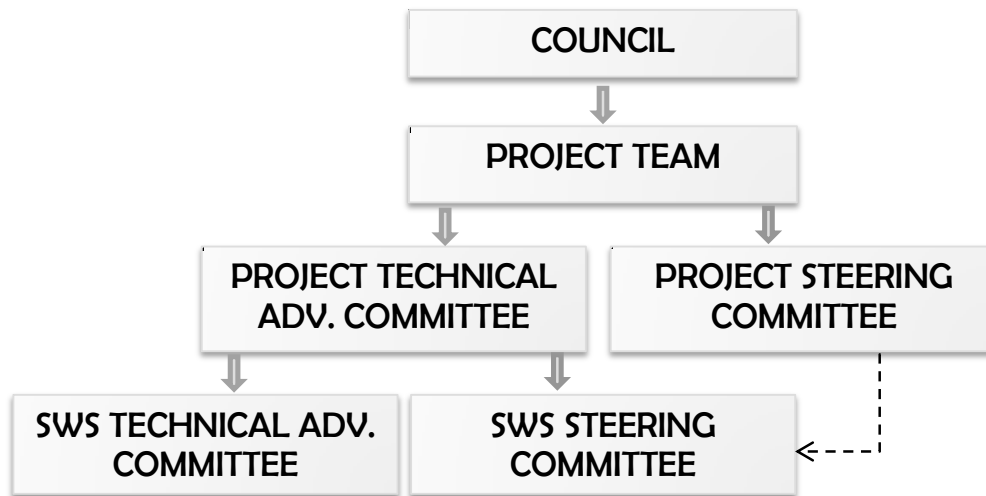 COUNCIL
PROJECT TEAM
PROJECT TECHNICAL
ADV. COMMITTEE
PROJECT STEERING
COMMITTEE
SWS TECHNICAL ADV.
COMMITTEE
SWS STEERING
COMMITTEE